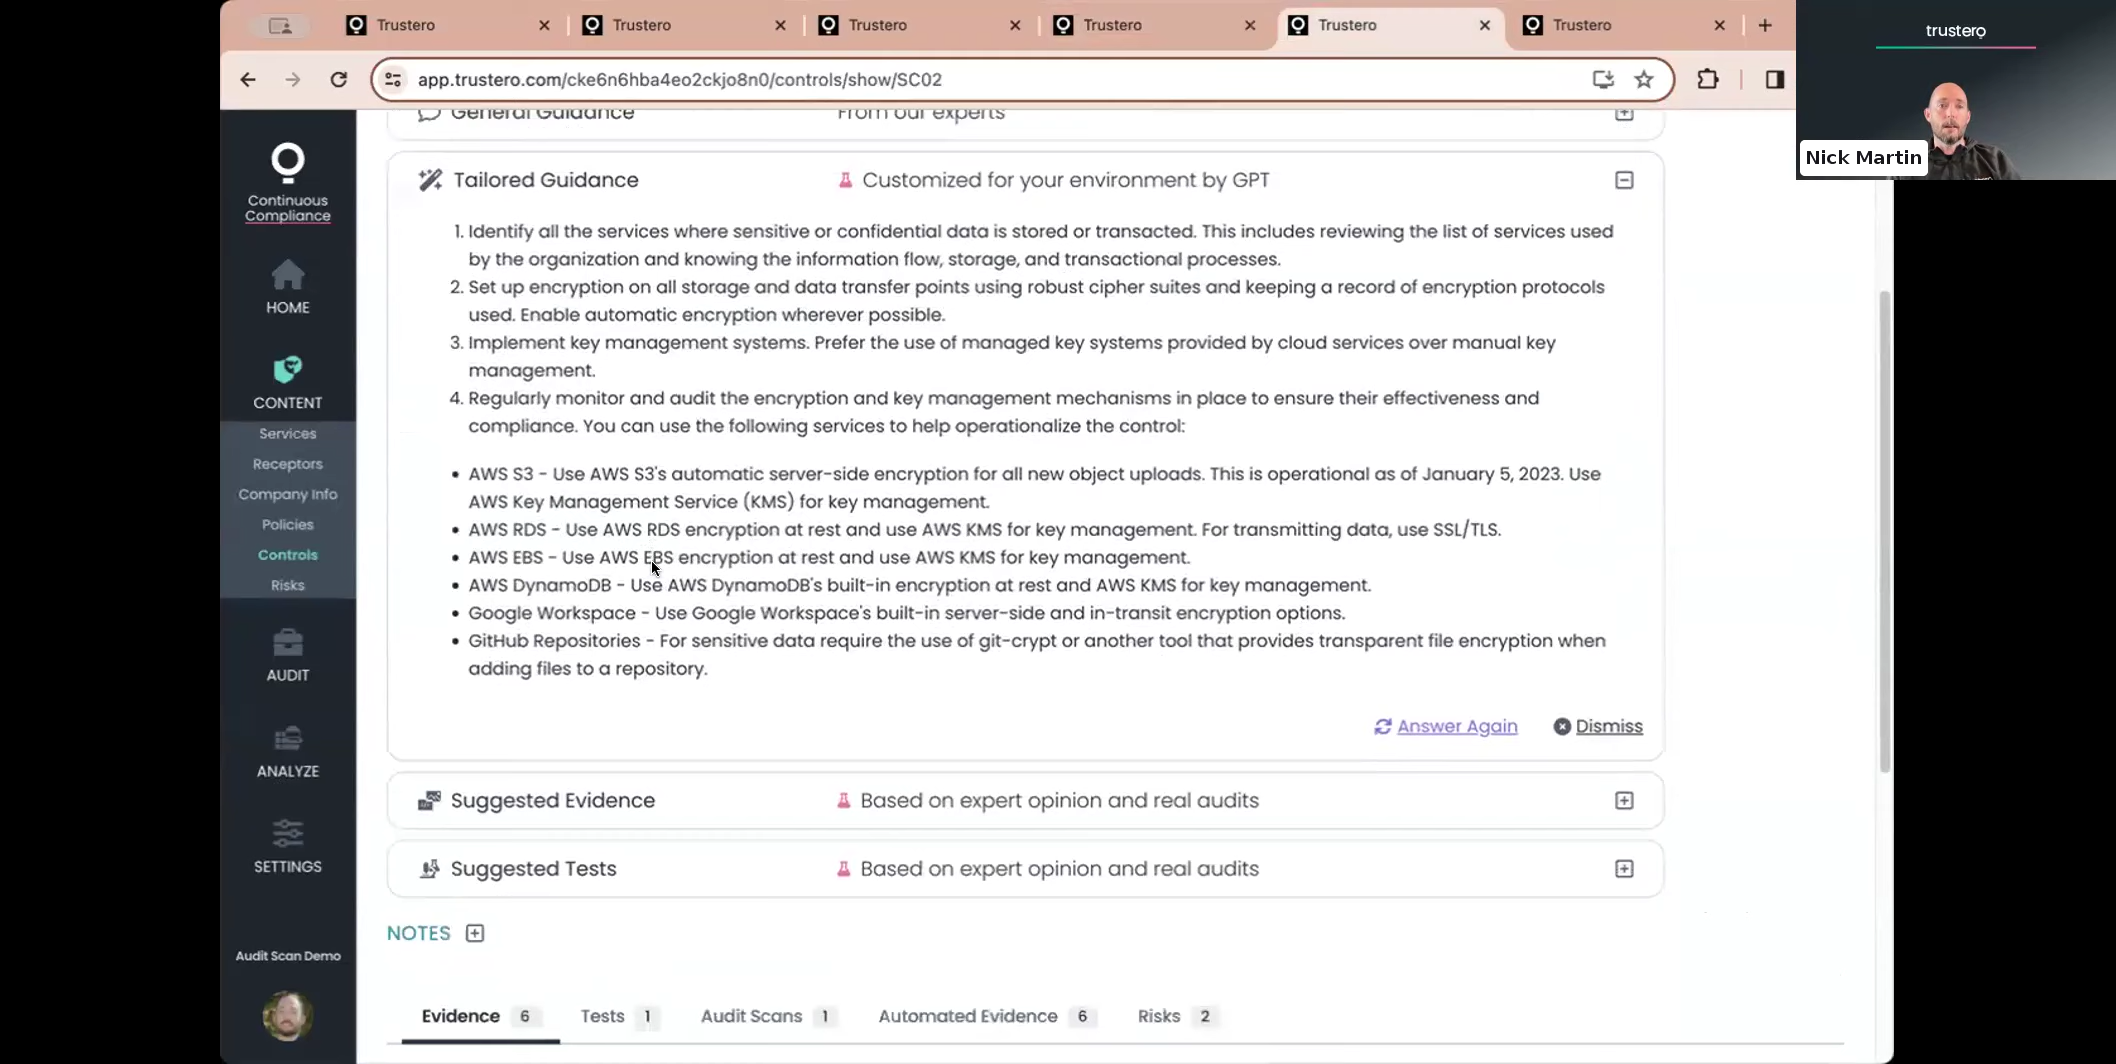 Trustero
Trustero
Trustero
Trustero
Trustero
Trustero
app.trustero.com/cke6n6hba4eo2ckjo8n0/controls/show/SC02
trustero
Nick Martin
Continuous
Compliance
HOME
CONTENT
Services
Receptors
Company Info
Policies
Controls
Risks
AUDIT
ANALYZE
SETTINGS
Audit Scan Demo
General Guidance From our experts
Tailored Guidance Customized for your environment by GPT
1. Identify all the services where sensitive or confidential data is stored or transacted. This includes reviewing the list of services used
by the organization and knowing the information flow, storage, and transactional processes.
2. Set up encryption on all storage and data transfer points using robust cipher suites and keeping a record of encryption protocols
used. Enable automatic encryption wherever possible.
3. Implement key management systems. Prefer the use of managed key systems provided by cloud services over manual key
management.
4. Regularly monitor and audit the encryption and key management mechanisms in place to ensure their effectiveness and
compliance. You can use the following services to help operationalize the control:
• AWS S3 - Use AWS S3's automatic server-side encryption for all new object uploads. This is operational as of January 5, 2023. Use
AWS Key Management Service (KMS) for key management.
• AWS RDS - Use AWS RDS encryption at rest and use AWS KMS for key management. For transmitting data, use SSL/TLS.
• AWS EBS - Use AWS EBS encryption at rest and use AWS KMS for key management.
• AWS DynamoDB - Use AWS DynamoDB's built-in encryption at rest and AWS KMS for key management.
• Google Workspace - Use Google Workspace's built-in server-side and in-transit encryption options.
• GitHub Repositories - For sensitive data require the use of git-crypt or another tool that provides transparent file encryption when
adding files to a repository.
Answer Again Dismiss
Suggested Evidence Based on expert opinion and real audits
Suggested Tests Based on expert opinion and real audits
NOTES
Evidence 6 Tests 1 Audit Scans 1 Automated Evidence 6 Risks 2